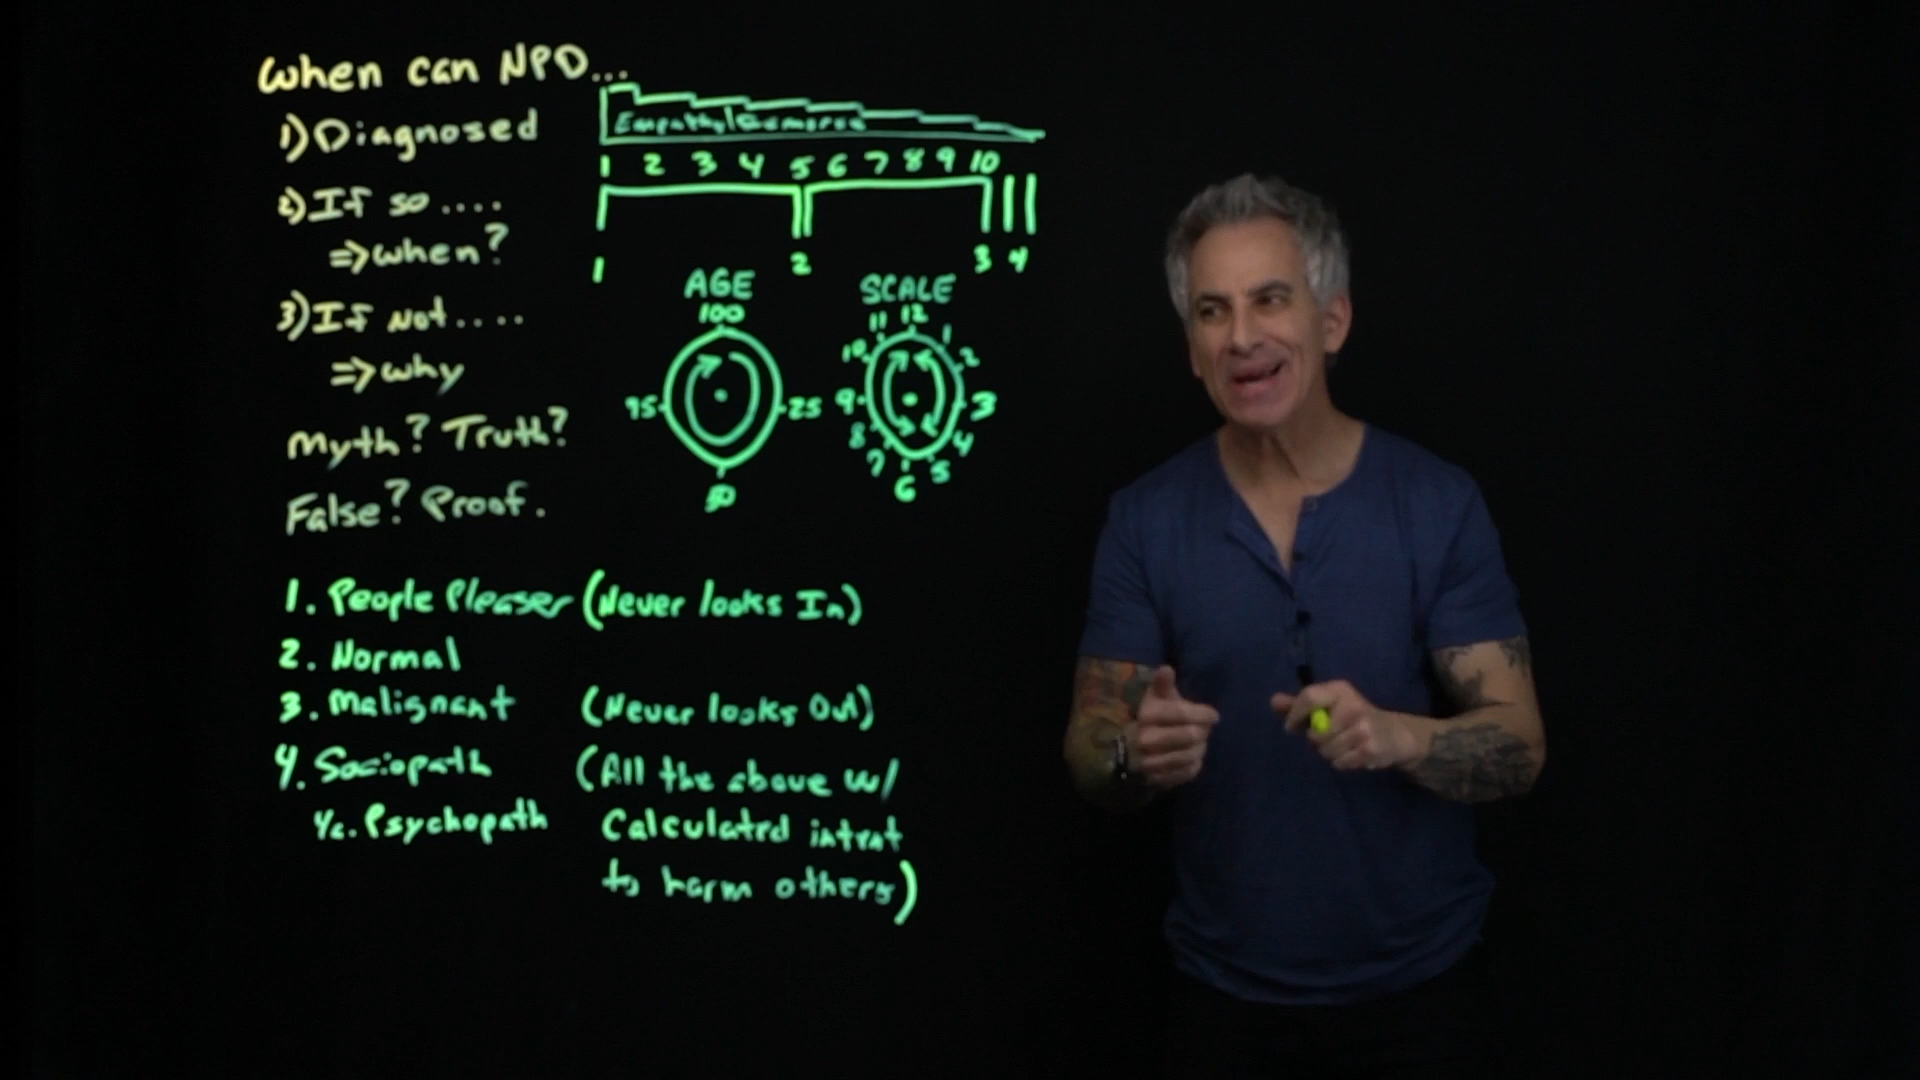 When can NPD...
1) Diagnosed
2) If so....
=> when?
3) If Not....
=> why
Myth? Truth?
False? Proof.
Empathy/Remorse
1 2 3 4 5 6 7 8 9 10
1 2 3 4
AGE
100
75 25
50
SCALE
11 12 1
10 2
9 3
8 4
7 6 5
1. People Pleaser (Never looks In)
2. Normal
3. Malignant (Never looks Out)
4. Sociopath (All the above w/
4a. Psychopath Calculated intent
to harm others)